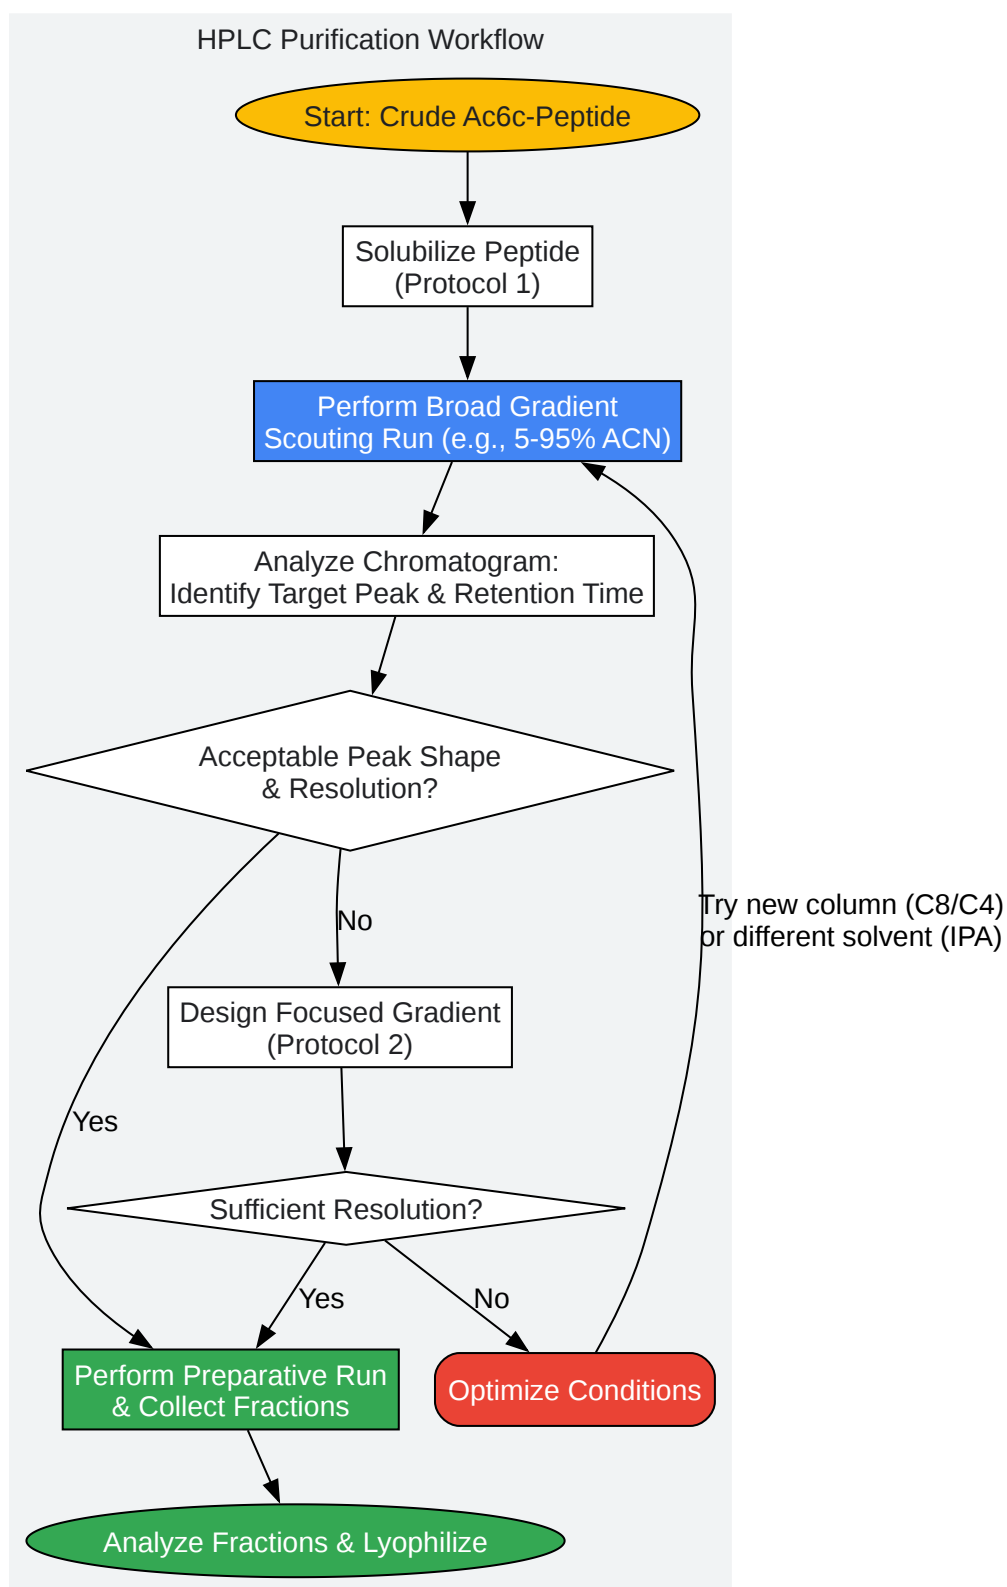 HPLC Purification Workflow
Start: Crude Ac6c-Peptide
Solubilize Peptide
(Protocol 1)
Perform Broad Gradient
Scouting Run (e.g., 5-95% ACN)
Analyze Chromatogram:
Identify Target Peak & Retention Time
Acceptable Peak Shape
& Resolution?
Try new column (C8/C4)
or different solvent (IPA)
No
Design Focused Gradient
(Protocol 2)
Yes
Sufficient Resolution?
Yes
No
Perform Preparative Run
& Collect Fractions
Optimize Conditions
Analyze Fractions & Lyophilize